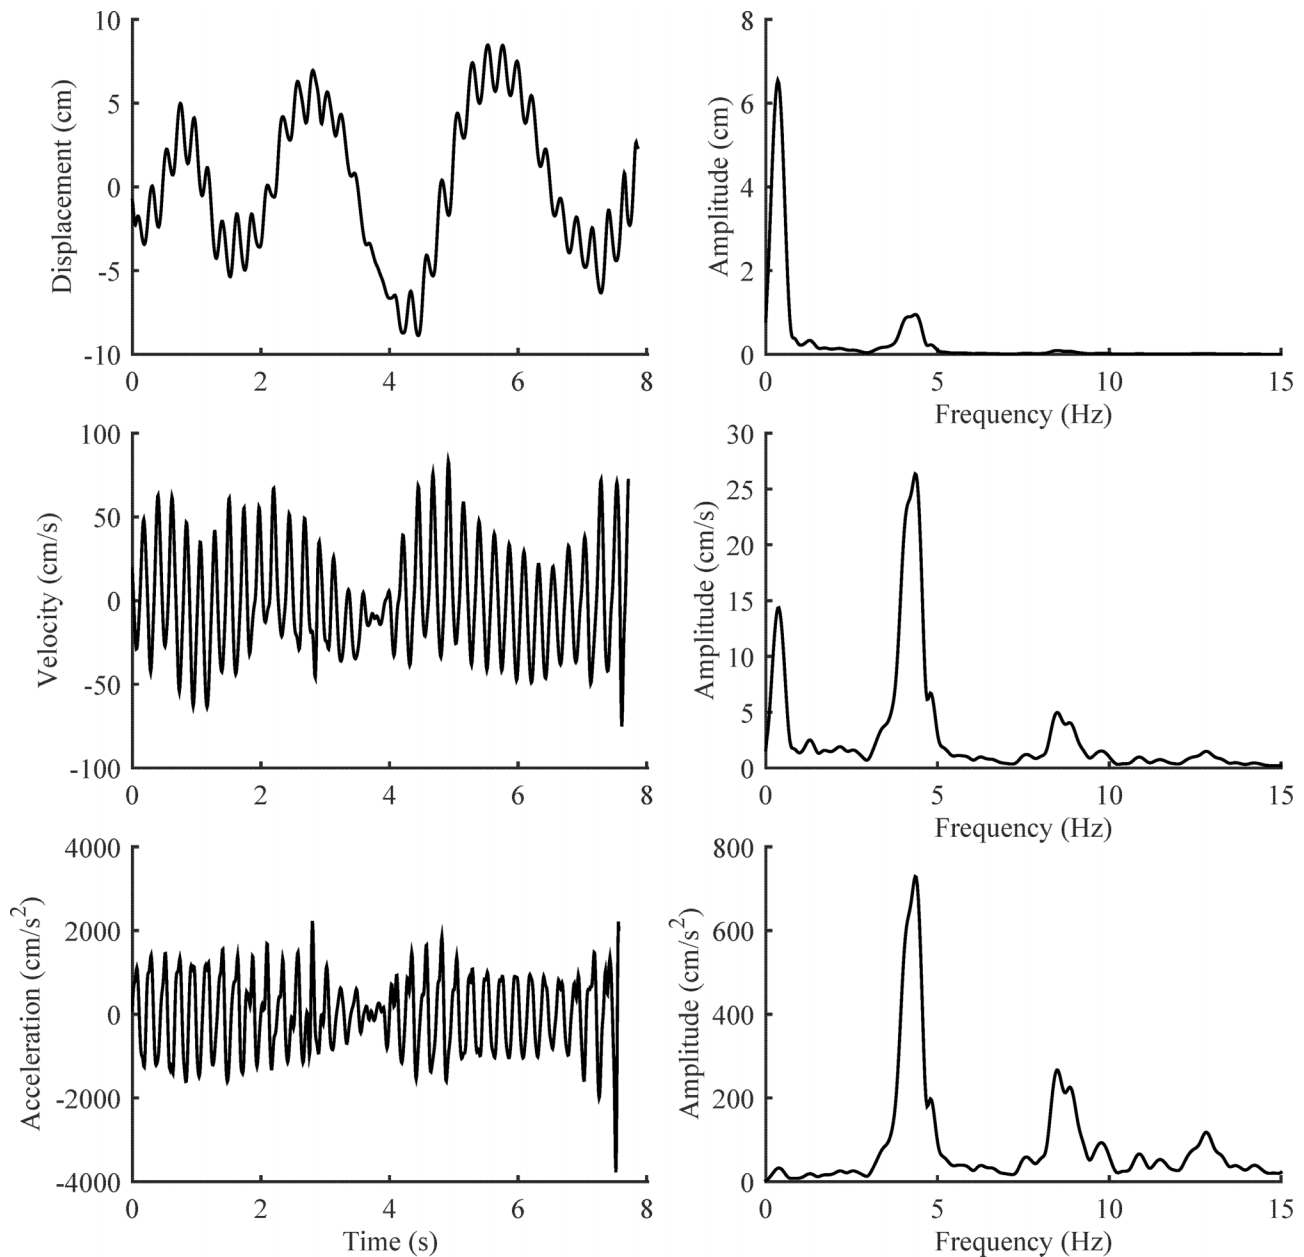 10
5
0
-5
-10
Displacement (cm)
0 2 4 6 8
8
6
4
2
0
Amplitude (cm)
0 5 10 15
Frequency (Hz)
100
50
0
-50
-100
Velocity (cm/s)
0 2 4 6 8
30
25
20
15
10
5
0
Amplitude (cm/s)
0 5 10 15
Frequency (Hz)
4000
2000
0
-2000
-4000
Acceleration (cm/s²)
0 2 4 6 8
Time (s)
800
600
400
200
0
Amplitude (cm/s²)
0 5 10 15
Frequency (Hz)